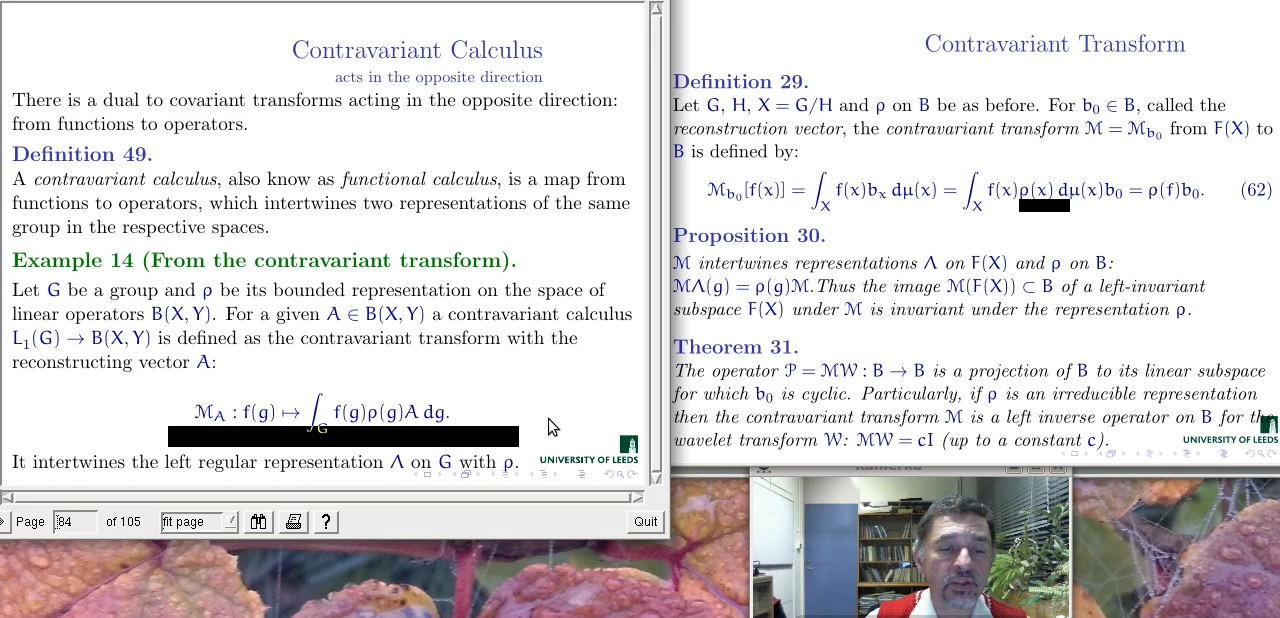 Contravariant Calculus
acts in the opposite direction
There is a dual to covariant transforms acting in the opposite direction:
from functions to operators.
Definition 49.
A contravariant calculus, also known as functional calculus, is a map from
functions to operators, which intertwines two representations of the same
group in the respective spaces.
Example 14 (From the contravariant transform).
Let G be a group and ρ be its bounded representation on the space of
linear operators B(X, Y). For a given A ∈ B(X, Y) a contravariant calculus
L₁(G) → B(X, Y) is defined as the contravariant transform with the
reconstructing vector A:
ℳ_A : f(g) ↦ ∫_G f(g)ρ(g)A dg.
It intertwines the left regular representation Λ on G with ρ.
UNIVERSITY OF LEEDS
Page 84 of 105 fit page ? Quit
Contravariant Transform
Definition 29.
Let G, H, X = G/H and ρ on B be as before. For b₀ ∈ B, called the
reconstruction vector, the contravariant transform ℳ = ℳ_b₀ from F(X) to
B is defined by:
ℳ_b₀[f(x)] = ∫_X f(x)b_x dμ(x) = ∫_X f(x)ρ(x) dμ(x)b₀ = ρ(f)b₀. (62)
Proposition 30.
ℳ intertwines representations Λ on F(X) and ρ on B:
ℳΛ(g) = ρ(g)ℳ.Thus the image ℳ(F(X)) ⊂ B of a left-invariant
subspace F(X) under ℳ is invariant under the representation ρ.
Theorem 31.
The operator 𝒫 = ℳ𝒲 : B → B is a projection of B to its linear subspace
for which b₀ is cyclic. Particularly, if ρ is an irreducible representation
then the contravariant transform ℳ is a left inverse operator on B for the
wavelet transform 𝒲: ℳ𝒲 = cI (up to a constant c).
UNIVERSITY OF LEEDS